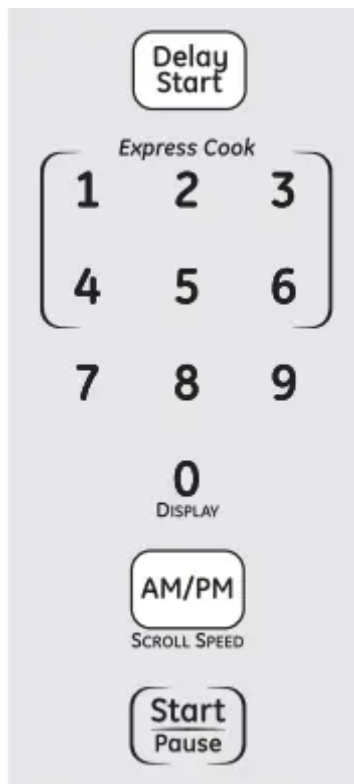 Delay
Start
Express Cook
1 2 3
4 5 6
7 8 9
0
DISPLAY
AM/PM
SCROLL SPEED
Start
Pause